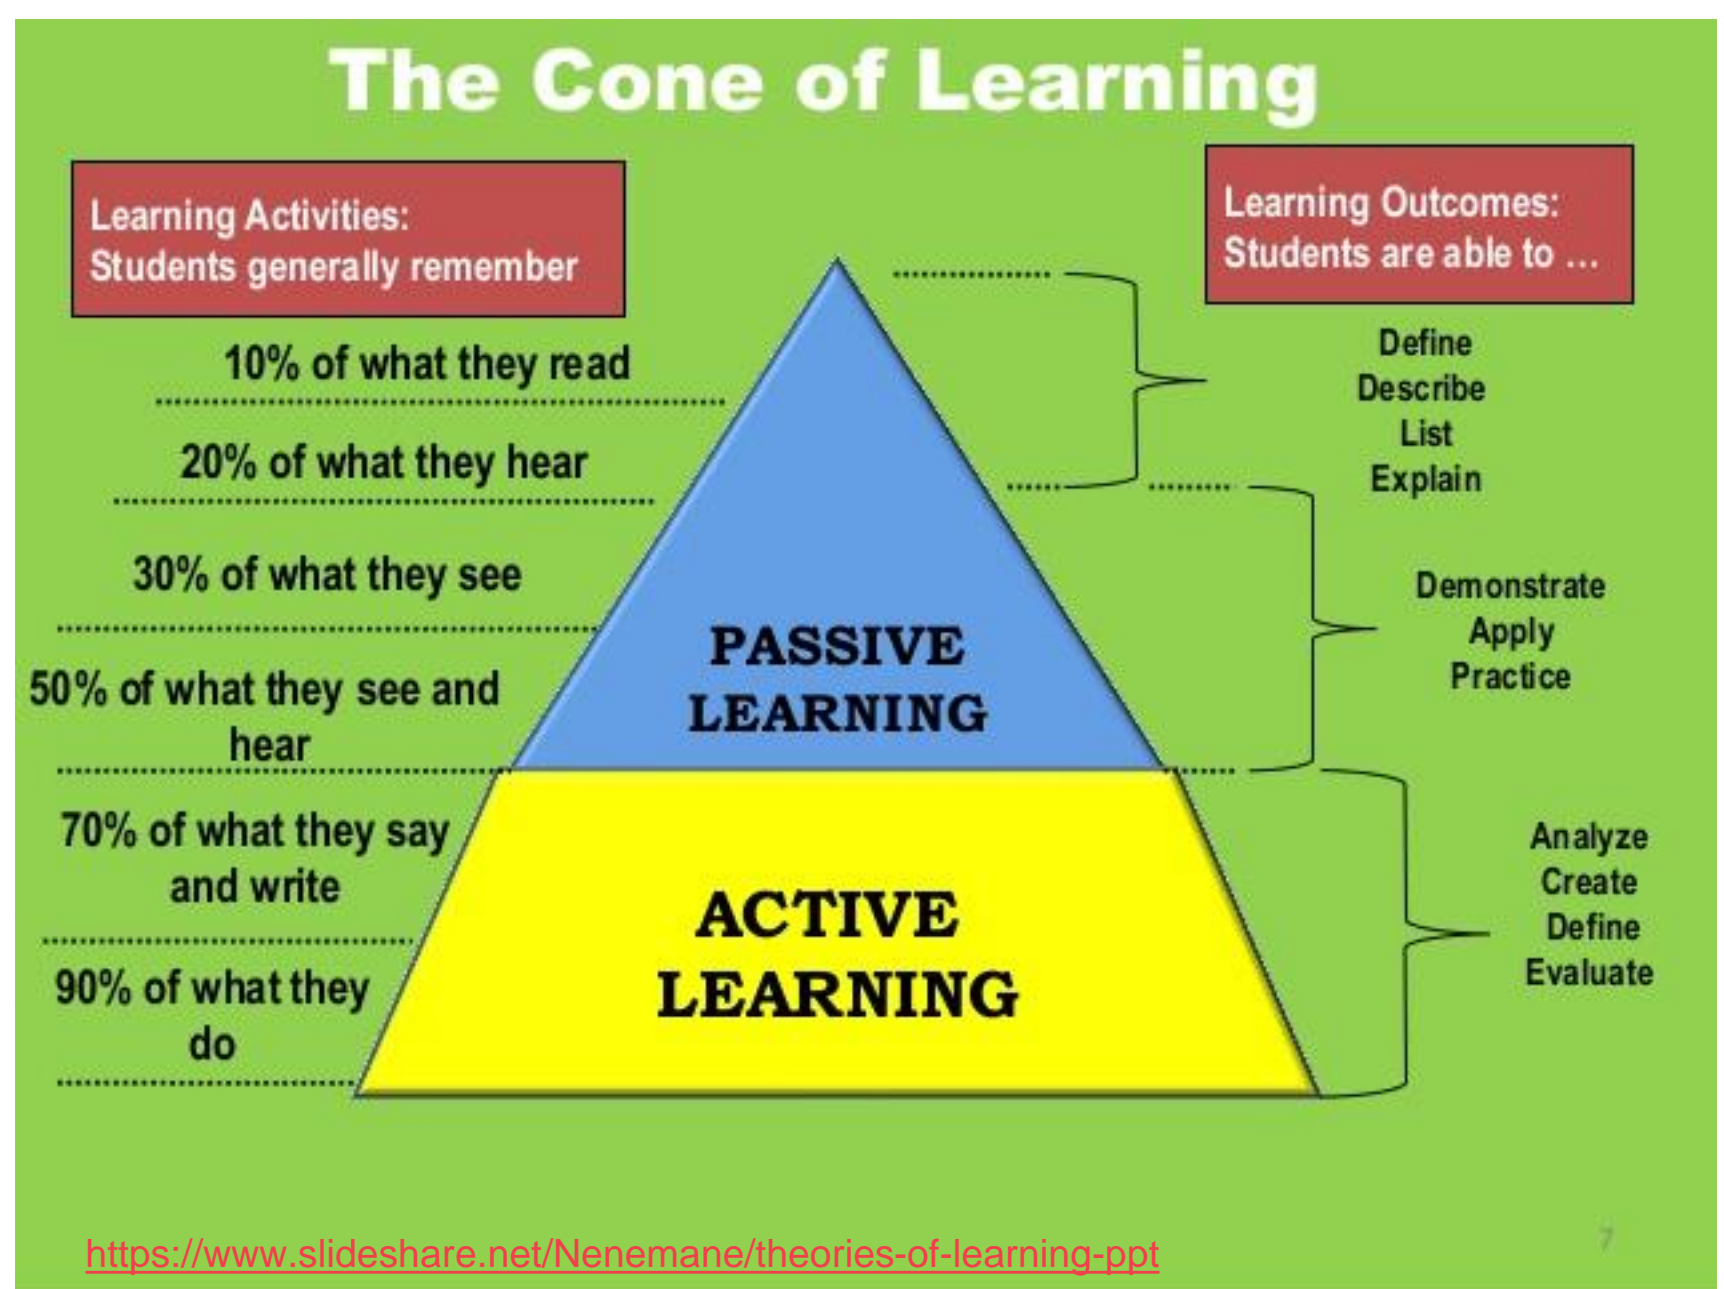 The Cone of Learning
Learning Activities:
Students generally remember
10% of what they read
20% of what they hear
30% of what they see
50% of what they see and
hear
70% of what they say
and write
90% of what they
do
PASSIVE
LEARNING
ACTIVE
LEARNING
Learning Outcomes:
Students are able to ...
Define
Describe
List
Explain
Demonstrate
Apply
Practice
Analyze
Create
Define
Evaluate
https://www.slideshare.net/Nenemane/theories-of-learning-ppt
7